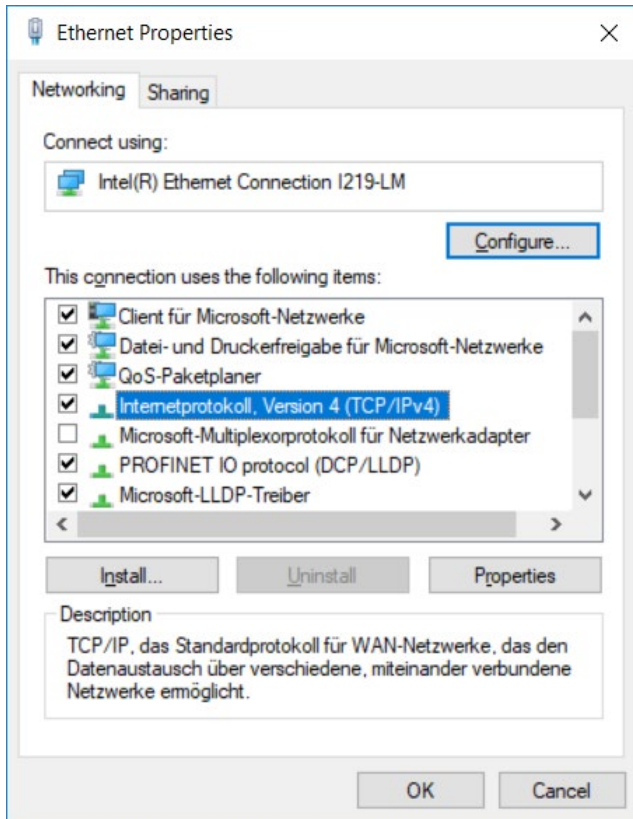 Ethernet Properties
Networking
Sharing
Connect using:
Intel(R) Ethernet Connection I219-LM
Configure...
This connection uses the following items:
Client für Microsoft-Netzwerke
Datei- und Druckerfreigabe für Microsoft-Netzwerke
QoS-Paketplaner
Internetprotokoll, Version 4 (TCP/IPv4)
Microsoft-Multiplexorprotokoll für Netzwerkadapter
PROFINET IO protocol (DCP/LLDP)
Microsoft-LLDP-Treiber
Install...
Uninstall
Properties
Description
TCP/IP, das Standardprotokoll für WAN-Netzwerke, das den
Datenaustausch über verschiedene, miteinander verbundene
Netzwerke ermöglicht.
OK
Cancel